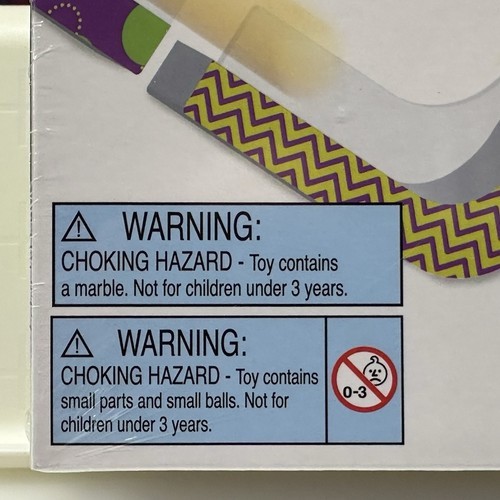 WARNING:
CHOKING HAZARD - Toy contains
a marble. Not for children under 3 years.
WARNING:
CHOKING HAZARD - Toy contains
small parts and small balls. Not for
children under 3 years.
0-3